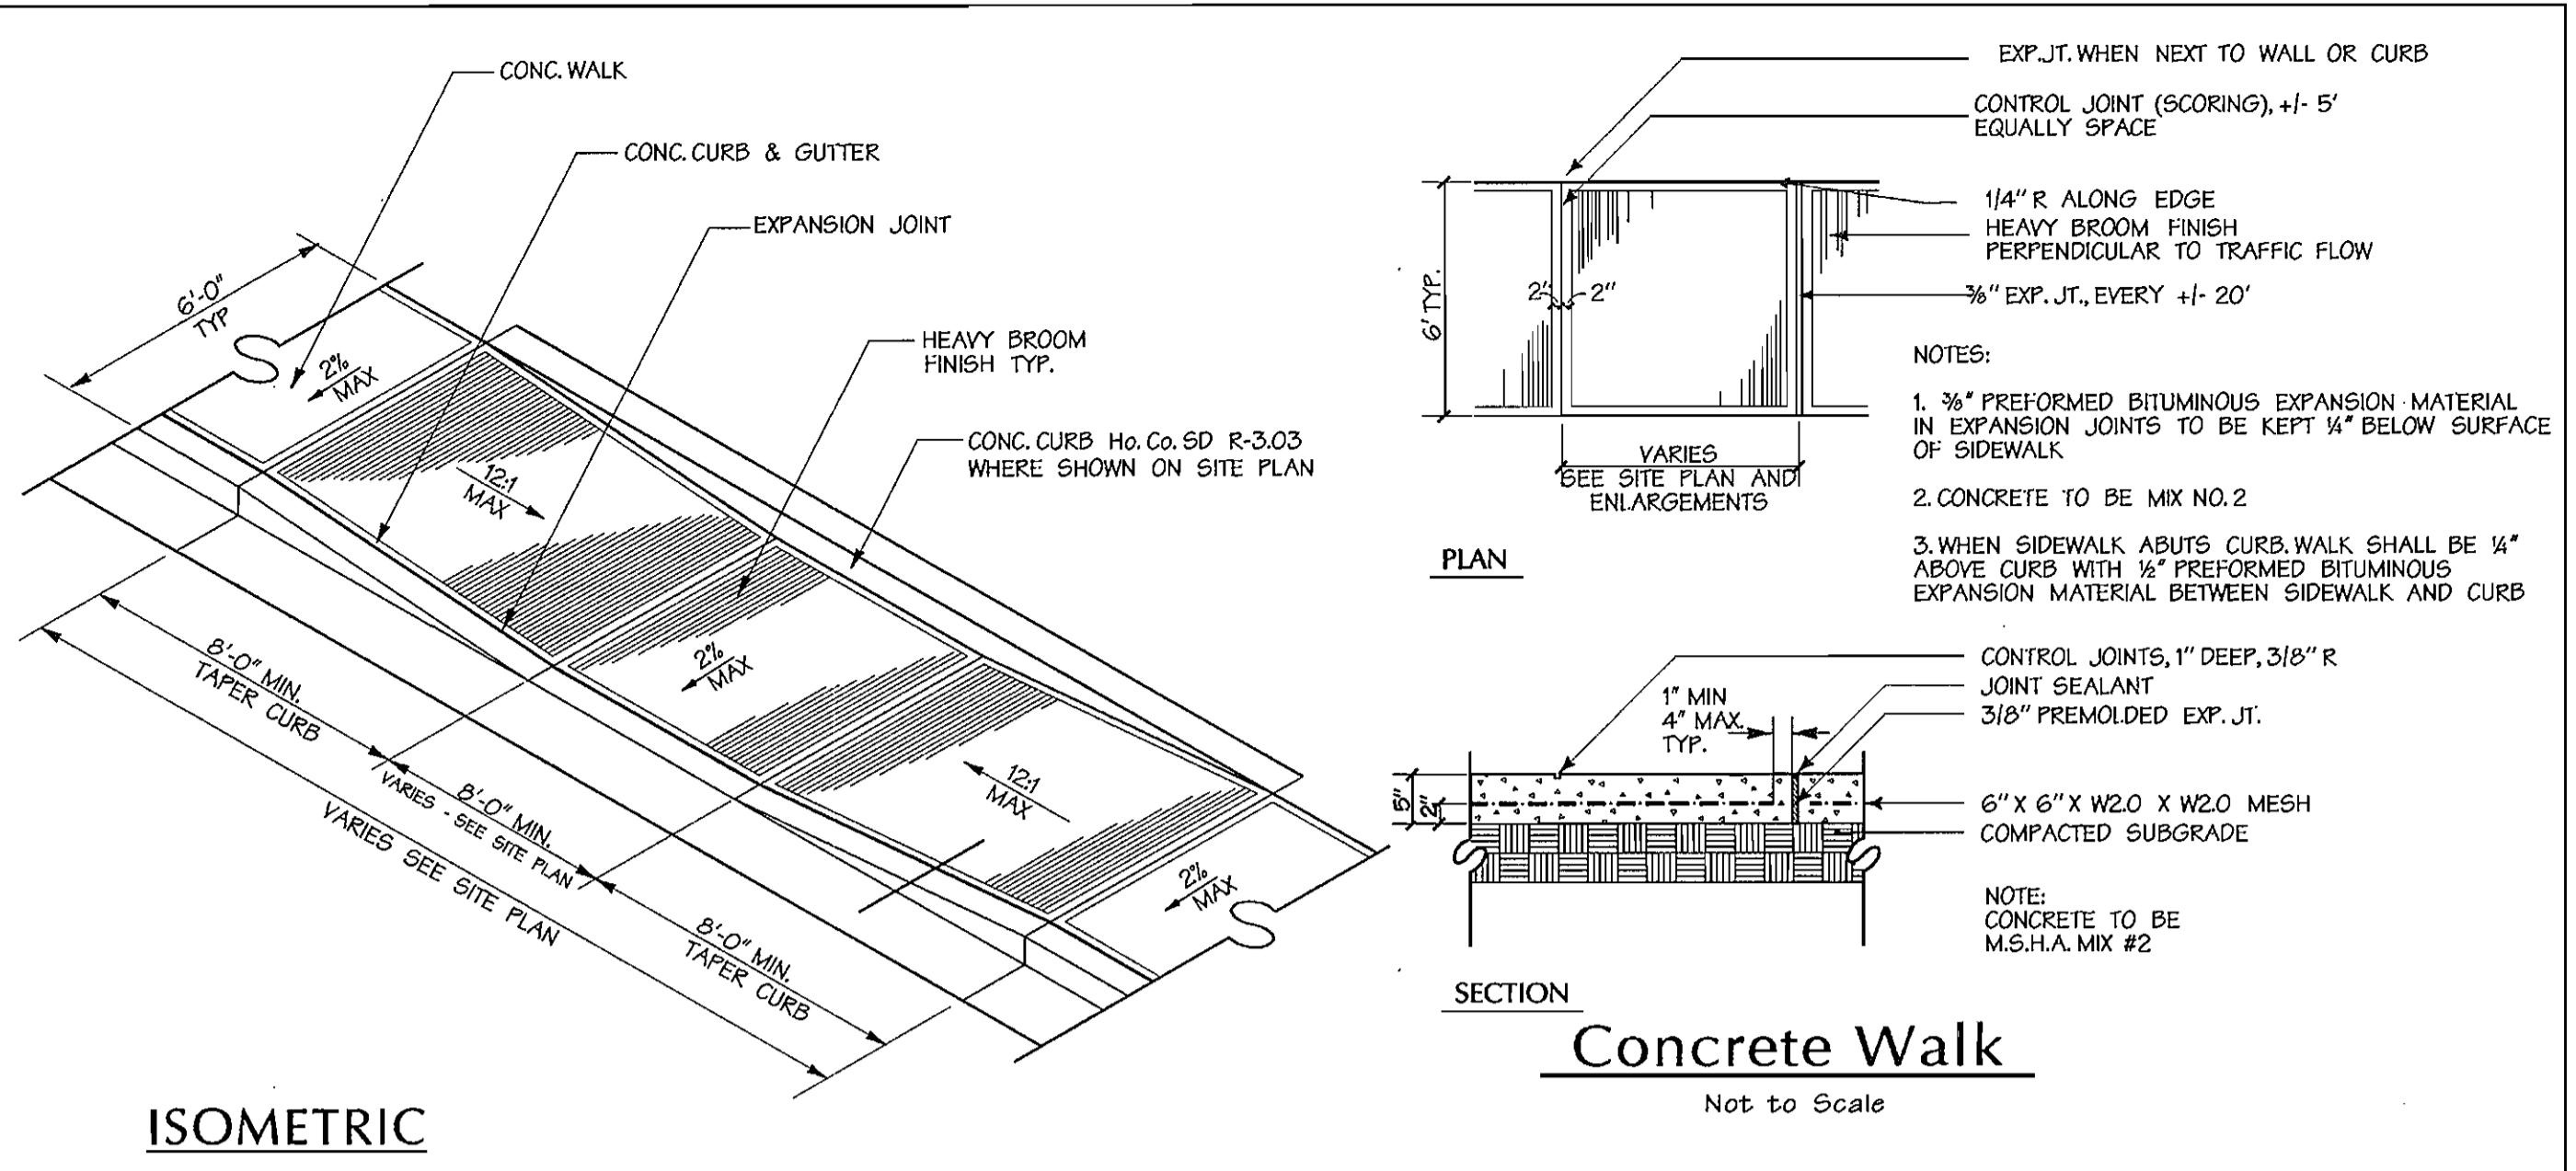 CONC. WALK
CONC. CURB & GUTTER
EXPANSION JOINT
6'-0"
TYP
2%
MAX
HEAVY BROOM
FINISH TYP.
CONC. CURB Ho. Co. SD R-3.03
WHERE SHOWN ON SITE PLAN
12:1
MAX
2%
MAX
12:1
MAX
2%
MAX
8'-0" MIN.
TAPER CURB
8'-0" MIN.
VARIES - SEE SITE PLAN
8'-0" MIN.
TAPER CURB
VARIES SEE SITE PLAN
ISOMETRIC
EXP. JT. WHEN NEXT TO WALL OR CURB
CONTROL JOINT (SCORING), +/- 5'
EQUALLY SPACE
1/4" R ALONG EDGE
HEAVY BROOM FINISH
PERPENDICULAR TO TRAFFIC FLOW
3/8" EXP. JT., EVERY +/- 20'
6' TYP.
2" 2"
VARIES
SEE SITE PLAN AND
ENLARGEMENTS
PLAN
NOTES:
1. 3/8" PREFORMED BITUMINOUS EXPANSION MATERIAL
IN EXPANSION JOINTS TO BE KEPT 1/4" BELOW SURFACE
OF SIDEWALK
2. CONCRETE TO BE MIX NO. 2
3. WHEN SIDEWALK ABUTS CURB. WALK SHALL BE 1/4"
ABOVE CURB WITH 1/2" PREFORMED BITUMINOUS
EXPANSION MATERIAL BETWEEN SIDEWALK AND CURB
CONTROL JOINTS, 1" DEEP, 3/8" R
JOINT SEALANT
3/8" PREMOLDED EXP. JT.
1" MIN
4" MAX.
TYP.
5"
2"
6" X 6" X W2.0 X W2.0 MESH
COMPACTED SUBGRADE
NOTE:
CONCRETE TO BE
M.S.H.A. MIX #2
SECTION
Concrete Walk
Not to Scale